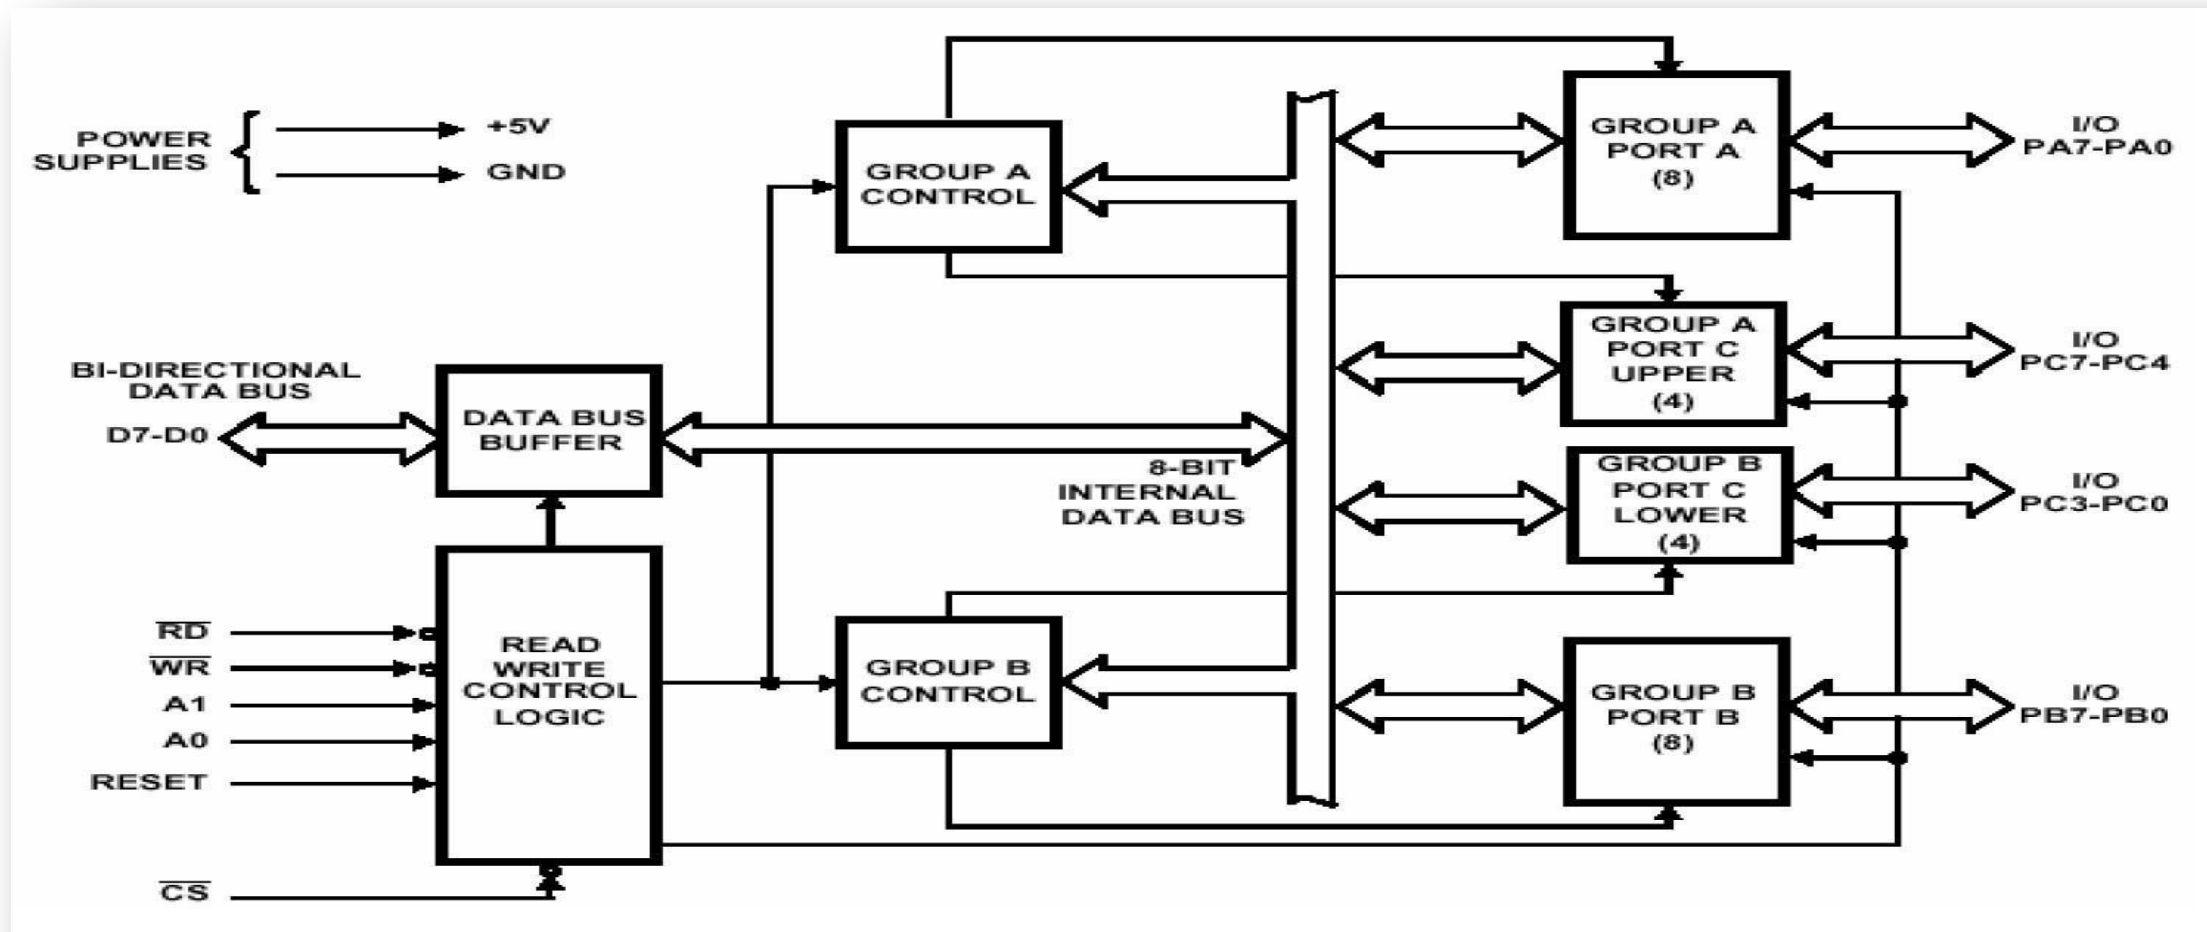 POWER
SUPPLIES
+5V
GND
GROUP A
CONTROL
GROUP A
PORT A
(8)
I/O
PA7-PA0
GROUP A
PORT C
UPPER
(4)
I/O
PC7-PC4
BI-DIRECTIONAL
DATA BUS
D7-D0
DATA BUS
BUFFER
8-BIT
INTERNAL
DATA BUS
GROUP B
PORT C
LOWER
(4)
I/O
PC3-PC0
RD
WR
A1
A0
RESET
CS
READ
WRITE
CONTROL
LOGIC
GROUP B
CONTROL
GROUP B
PORT B
(8)
I/O
PB7-PB0